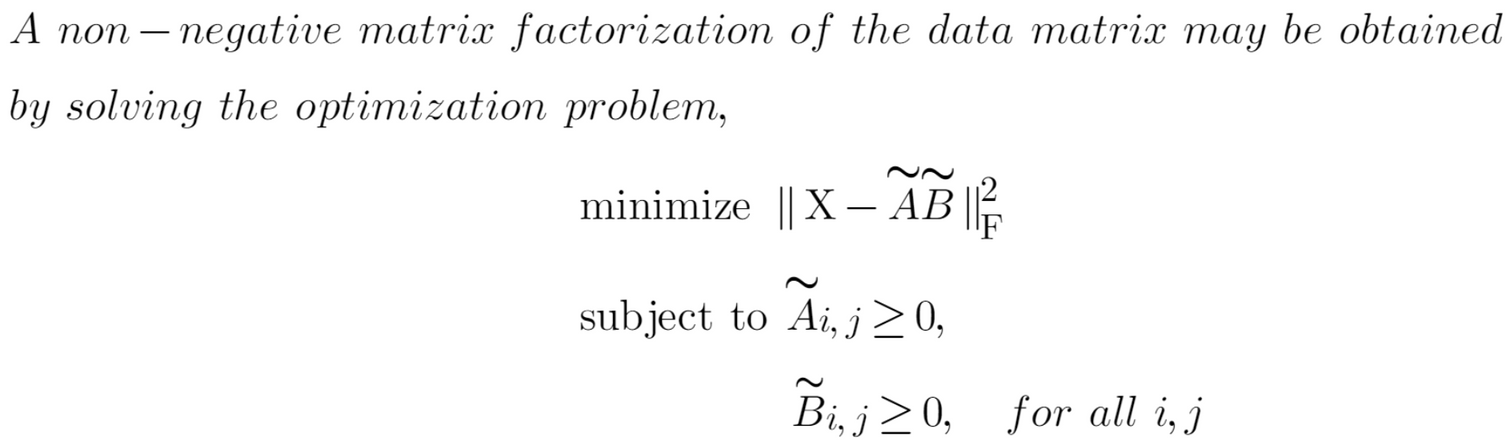 A non − negative matrix factorization of the data matrix may be obtained
by solving the optimization problem,
minimize ‖ X − ÃB̃ ‖²_F
subject to Ãi, j ≥ 0,
B̃i, j ≥ 0, for all i, j